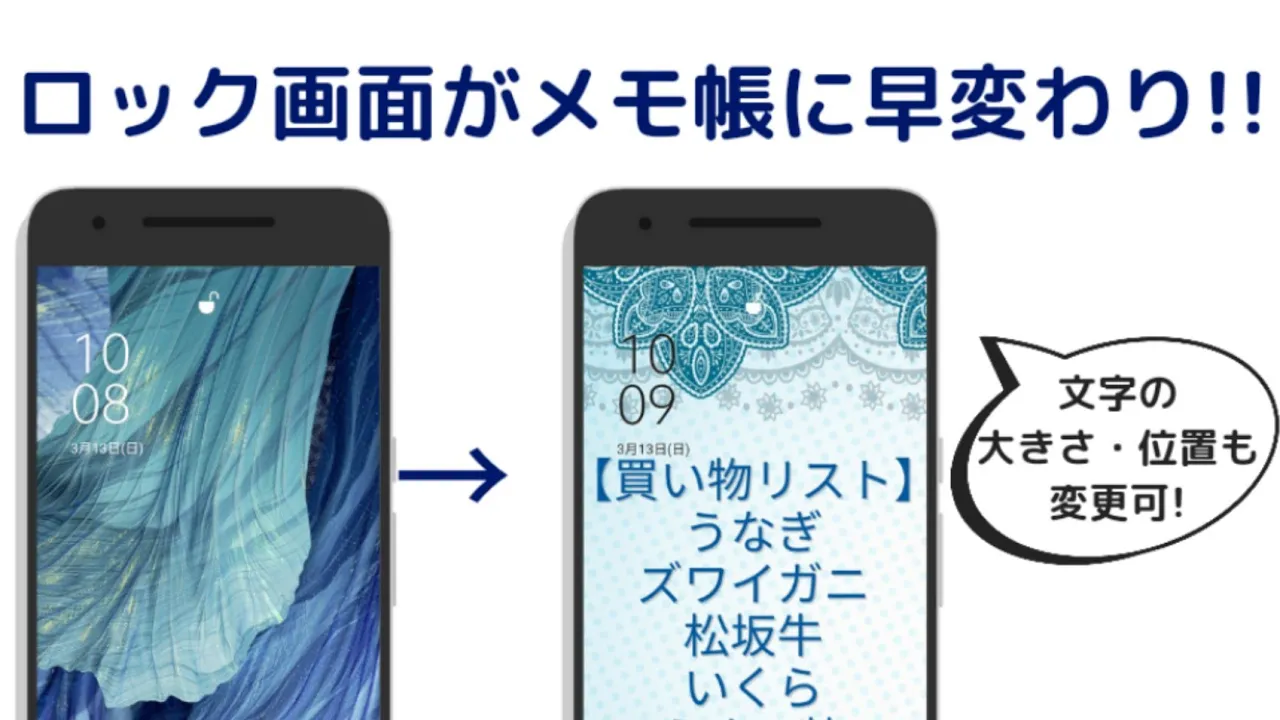 ロック画面がメモ帳に早変わり!!
10
08
3月13日(日)
10
09
3月13日(日)
【買い物リスト】
うなぎ
ズワイガニ
松坂牛
いくら
文字の
大きさ・位置も
変更可!